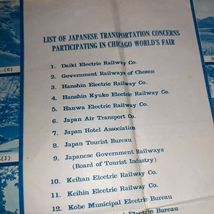 LIST OF JAPANESE TRANSPORTATION CONCERNS
PARTICIPATING IN CHICAGO WORLD'S FAIR
1. Daiki Electric Railway Co.
2. Government Railways of Chosen
3. Hanshin Electric Railway Co.
4. Hanshin Kyuko Electric Railway Co.
5. Hanwa Electric Railway Co.
6. Japan Air Transport Co.
7. Japan Hotel Association
8. Japan Tourist Bureau
9. Japanese Government Railways
(Board of Tourist Industry)
10. Keihan Electric Railway Co.
11. Keihin Electric Railway Co.
12. Kobe Municipal Electric Bureau
Electric Bureau